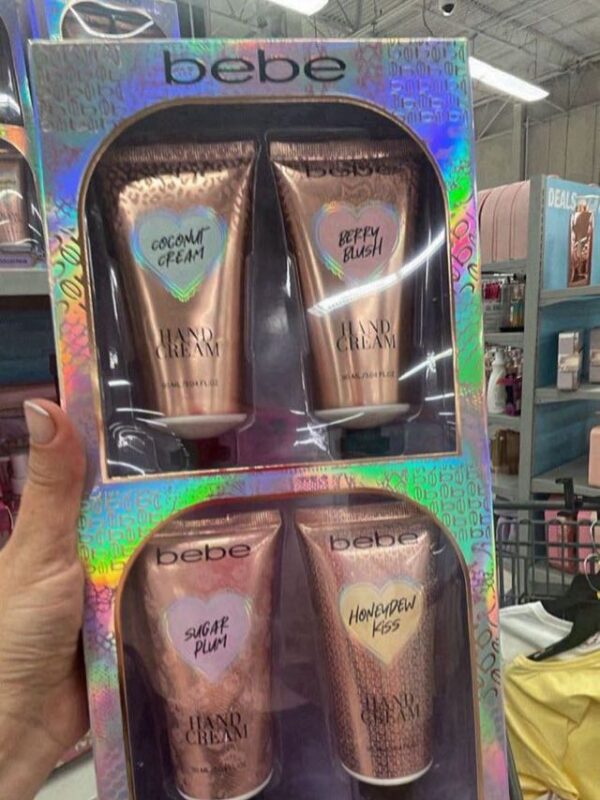 bebe
bebe
COCONUT
CREAM
HAND
CREAM
BERRY
BLUSH
HAND
CREAM
DEALS
bebe
SUGAR
PLUM
HAND
CREAM
bebe
HONEYDEW
KISS
HAND
CREAM